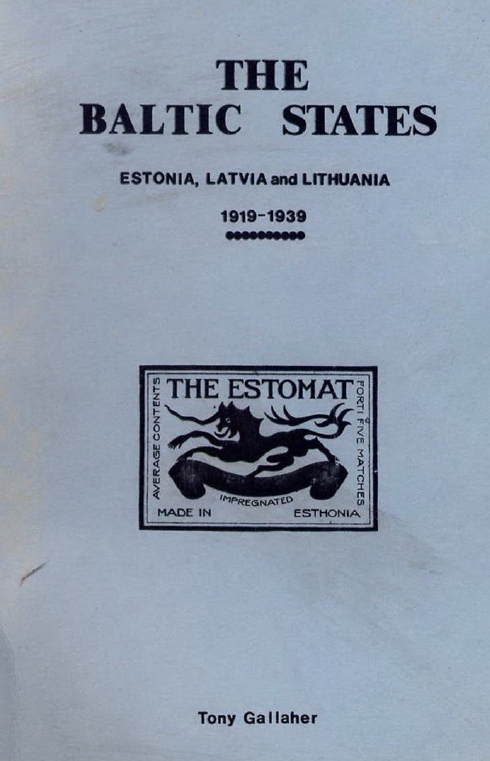 THE
BALTIC STATES
ESTONIA, LATVIA and LITHUANIA
1919-1939
THE ESTOMAT
AVERAGE CONTENTS
FORTY FIVE MATCHES
IMPREGNATED
MADE IN ESTHONIA
Tony Gallaher